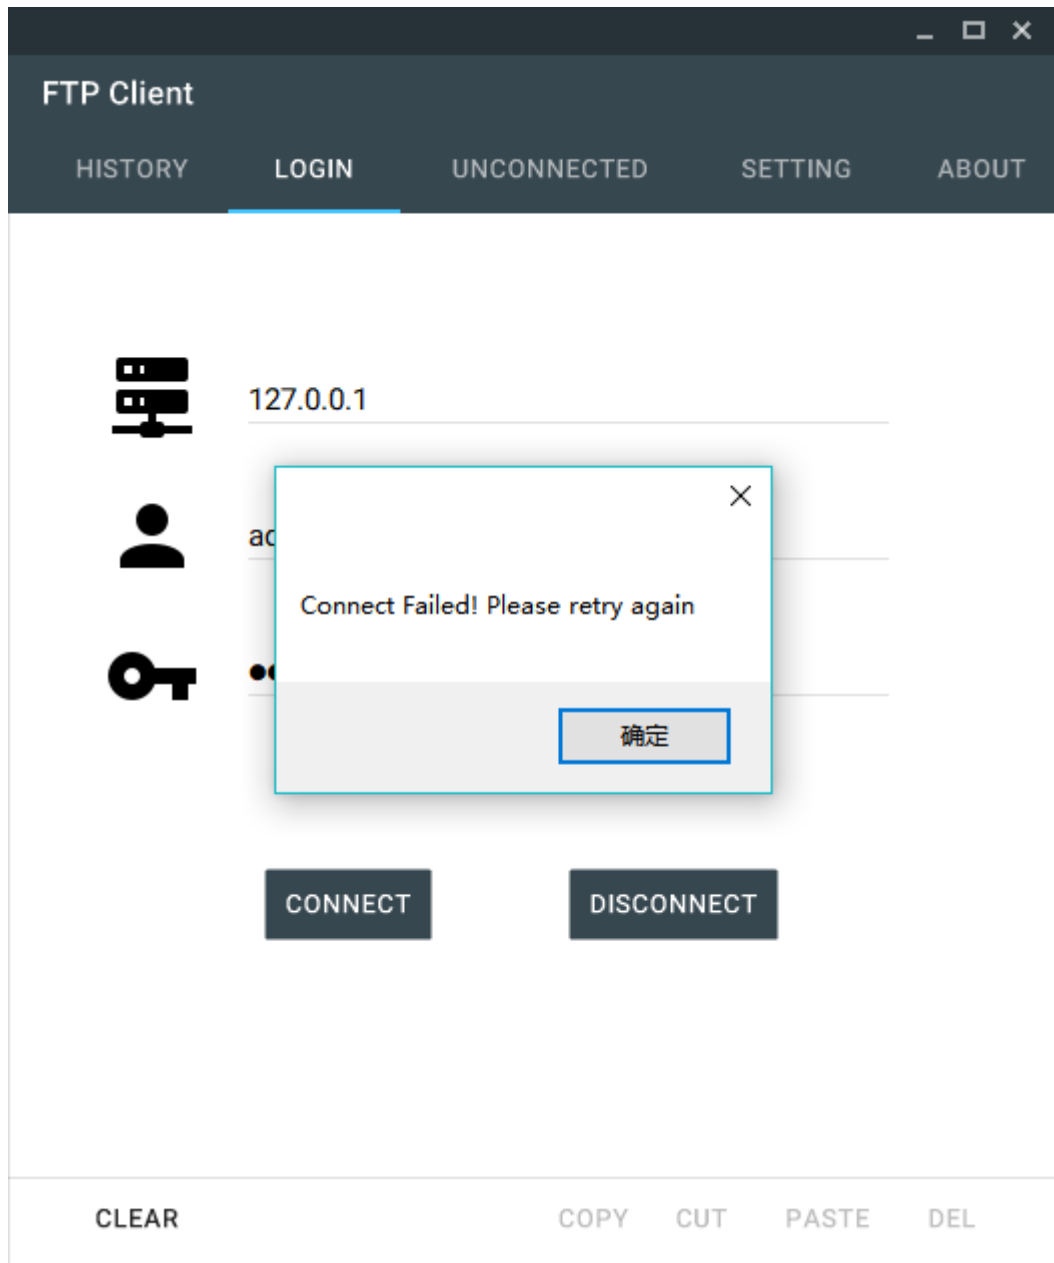 FTP Client
HISTORY LOGIN UNCONNECTED SETTING ABOUT
127.0.0.1
Connect Failed! Please retry again
确定
CONNECT DISCONNECT
CLEAR COPY CUT PASTE DEL